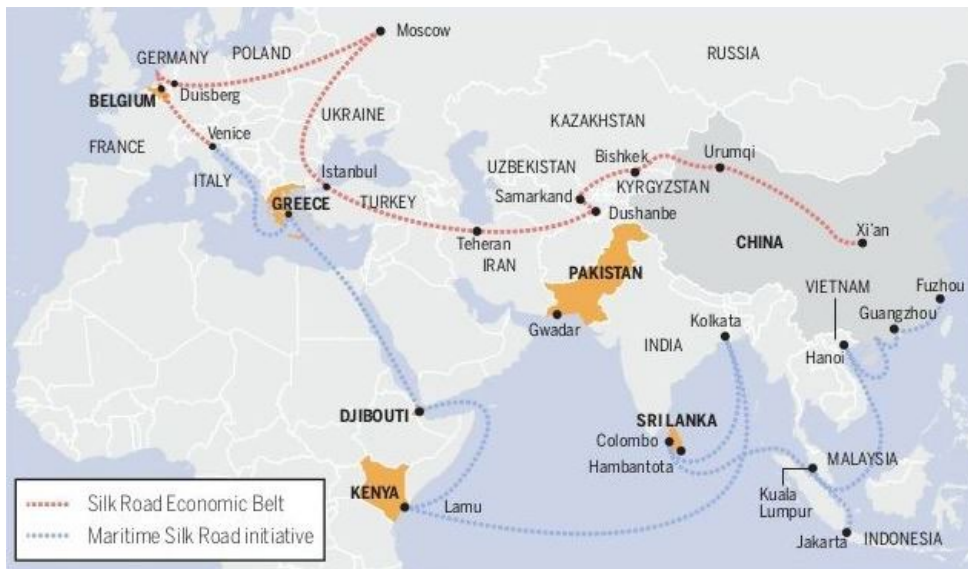 Moscow
RUSSIA
GERMANY
POLAND
Duisberg
BELGIUM
UKRAINE
KAZAKHSTAN
FRANCE
Venice
ITALY
Istanbul
TURKEY
GREECE
UZBEKISTAN
Bishkek
Urumqi
KYRGYZSTAN
Samarkand
Dushanbe
Teheran
IRAN
Xi'an
CHINA
PAKISTAN
Gwadar
VIETNAM
Fuzhou
Guangzhou
Kolkata
INDIA
Hanoi
DJIBOUTI
SRI LANKA
Colombo
Hambantota
MALAYSIA
KENYA
Lamu
Kuala
Lumpur
Jakarta
INDONESIA
Silk Road Economic Belt
Maritime Silk Road initiative